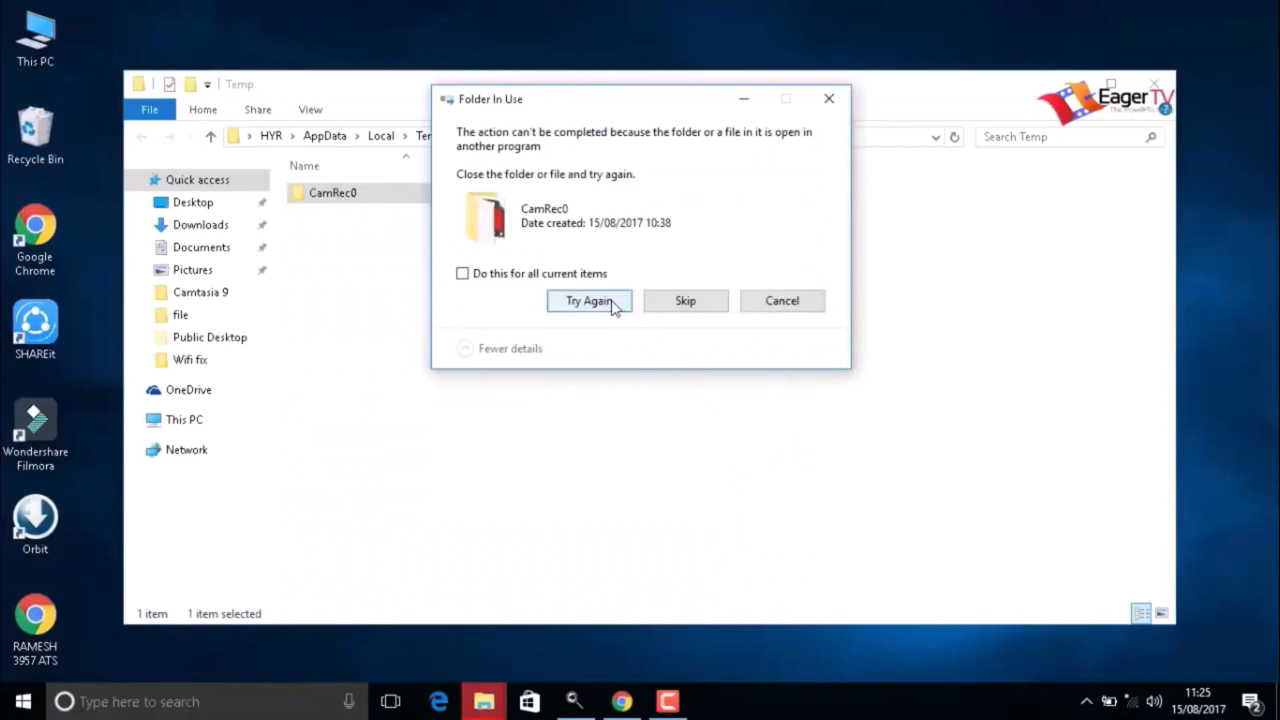 This PC
Recycle Bin
Google
Chrome
SHAREit
Wondershare
Filmora
Orbit
RAMESH
3957 ATS
Temp
File Home Share View
HYR > AppData > Local >
Search Temp
Name
CamRec0
Quick access
Desktop
Downloads
Documents
Pictures
Camtasia 9
file
Public Desktop
Wifi fix
OneDrive
This PC
Network
1 item 1 item selected
Folder In Use
The action can't be completed because the folder or a file in it is open in
another program
Close the folder or file and try again.
CamRec0
Date created: 15/08/2017 10:38
Do this for all current items
Try Again Skip Cancel
Fewer details
EagerTV
Type here to search
11:25
15/08/2017
2